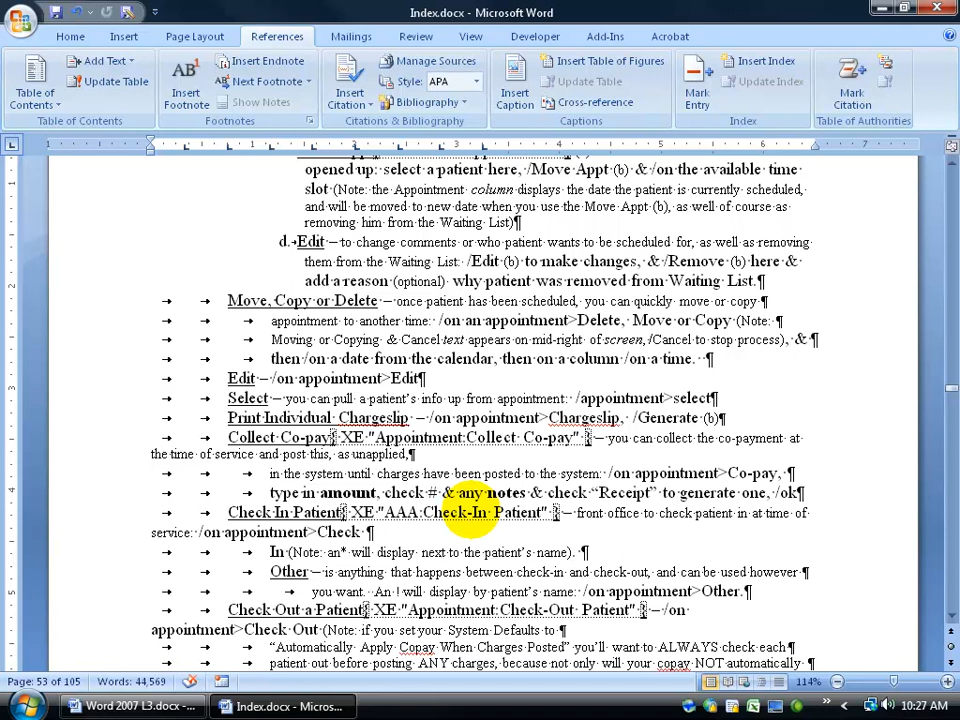 Index.docx - Microsoft Word
Home Insert Page Layout References Mailings Review View Developer Add-Ins Acrobat
Table of Contents
Add Text
Update Table
Table of Contents
AB¹
Insert Footnote
Insert Endnote
AB Next Footnote
Show Notes
Footnotes
Insert Citation
Manage Sources
Style: APA
Bibliography
Citations & Bibliography
Insert Caption
Insert Table of Figures
Update Table
Cross-reference
Captions
Mark Entry
Insert Index
Update Index
Index
Mark Citation
Table of Authorities
1 1 2 3 4 5 6 7
opened up: select a patient here, /Move Appt (b) & /on the available time
slot (Note: the Appointment column displays the date the patient is currently scheduled,
and will be moved to new date when you use the Move Appt (b), as well of course as
removing him from the Waiting List)¶
d.→Edit – to change comments or who patient wants to be scheduled for, as well as removing
them from the Waiting List: /Edit (b) to make changes, & /Remove (b) here &
add a reason (optional) why patient was removed from Waiting List.¶
→ → Move, Copy or Delete – once patient has been scheduled, you can quickly move or copy ¶
→ → → appointment to another time: /on an appointment>Delete, Move or Copy (Note: ¶
→ → → Moving or Copying & Cancel text appears on mid-right of screen, /Cancel to stop process), & ¶
→ → → then /on a date from the calendar, then on a column /on a time. ¶
→ → Edit – /on appointment>Edit¶
→ → Select – you can pull a patient's info up from appointment: /appointment>select¶
→ → Print Individual Chargeslip – /on appointment>Chargeslip, /Generate (b)¶
→ → Collect Co-pay{ XE "Appointment:Collect Co-pay" } – you can collect the co-payment at
the time of service and post this, as unapplied,¶
→ → → in the system until charges have been posted to the system: /on appointment>Co-pay, ¶
→ → → type in amount, check # & any notes & check “Receipt” to generate one, /ok¶
→ → Check In Patient{ XE "AAA:Check-In Patient" } – front office to check patient in at time of
service: /on appointment>Check ¶
→ → → In (Note: an* will display next to the patient's name). ¶
→ → → Other – is anything that happens between check-in and check-out, and can be used however ¶
→ → → → you want. An ! will display by patient's name: /on appointment>Other.¶
→ → Check Out a Patient{ XE "Appointment:Check-Out Patient" } – /on
appointment>Check Out (Note: if you set your System Defaults to ¶
→ → → “Automatically Apply Copay When Charges Posted” you'll want to ALWAYS check each ¶
→ → → patient out before posting ANY charges, because not only will your copay NOT automatically ¶
Page: 53 of 105 Words: 44,569 114%
Word 2007 L3.docx -... Index.docx - Micros... 10:27 AM